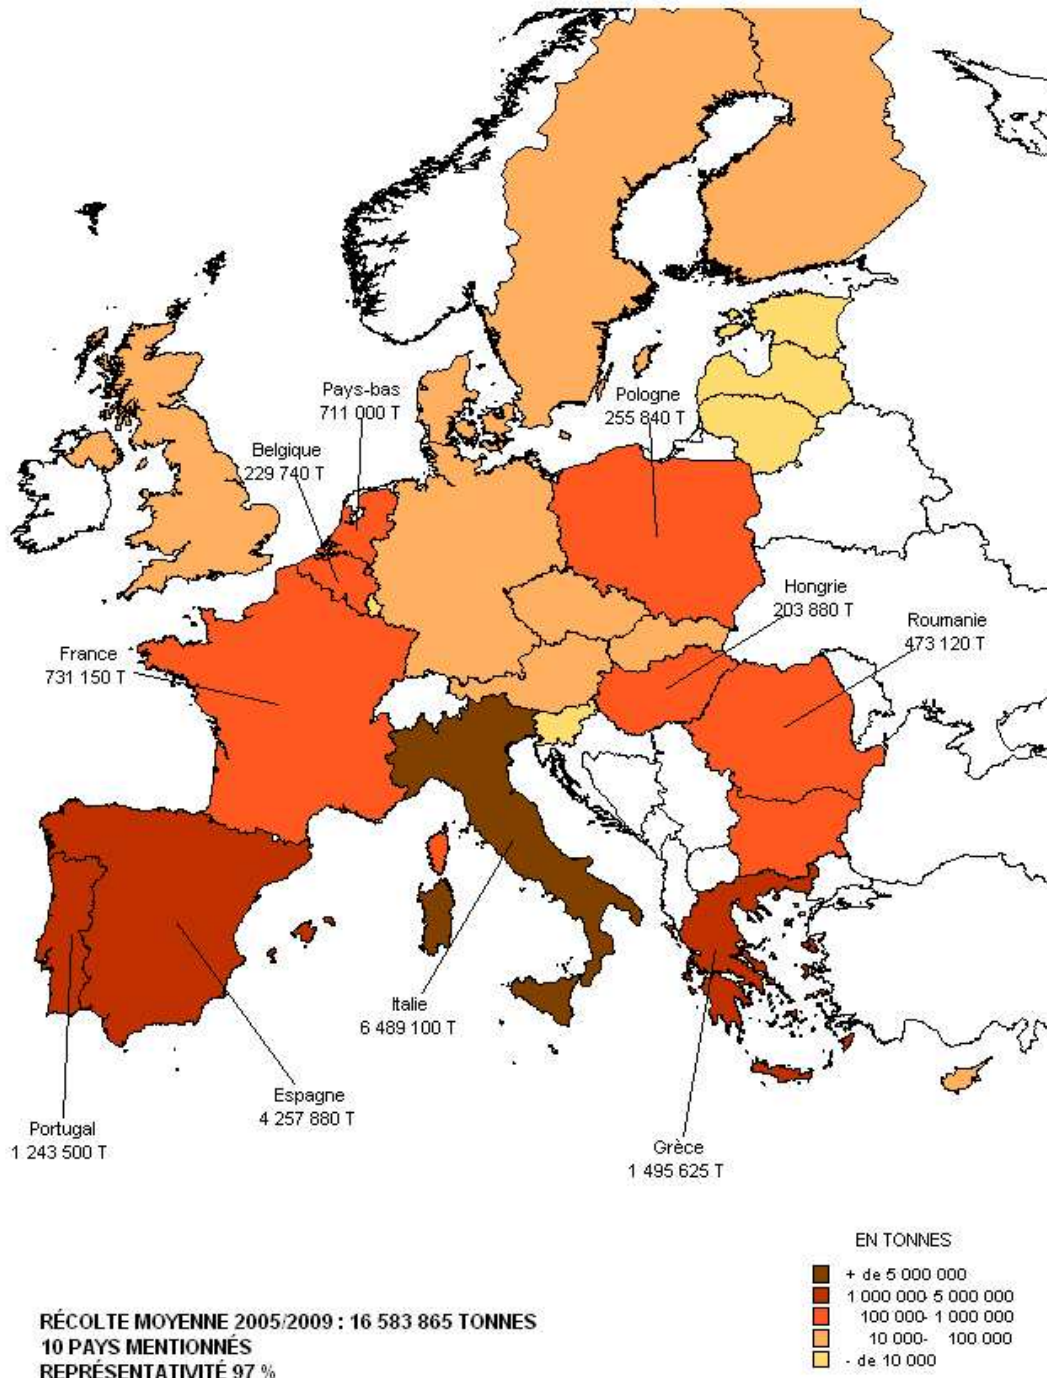 Pays-bas
711 000 T
Pologne
255 840 T
Belgique
229 740 T
Hongrie
203 880 T
Roumanie
473 120 T
France
731 150 T
Italie
6 489 100 T
Espagne
4 257 880 T
Portugal
1 243 500 T
Grèce
1 495 625 T
EN TONNES
+ de 5 000 000
1 000 000- 5 000 000
100 000- 1 000 000
10 000- 100 000
- de 10 000
RÉCOLTE MOYENNE 2005/2009 : 16 583 865 TONNES
10 PAYS MENTIONNÉS
REPRÉSENTATIVITÉ 97 %